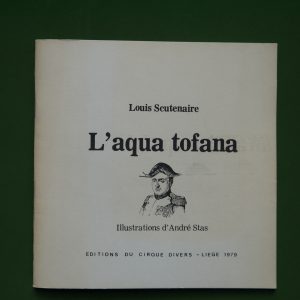 Louis Scutenaire
L'aqua tofana
Illustrations d'André Stas
EDITIONS DU CIRQUE DIVERS - LIEGE 1979